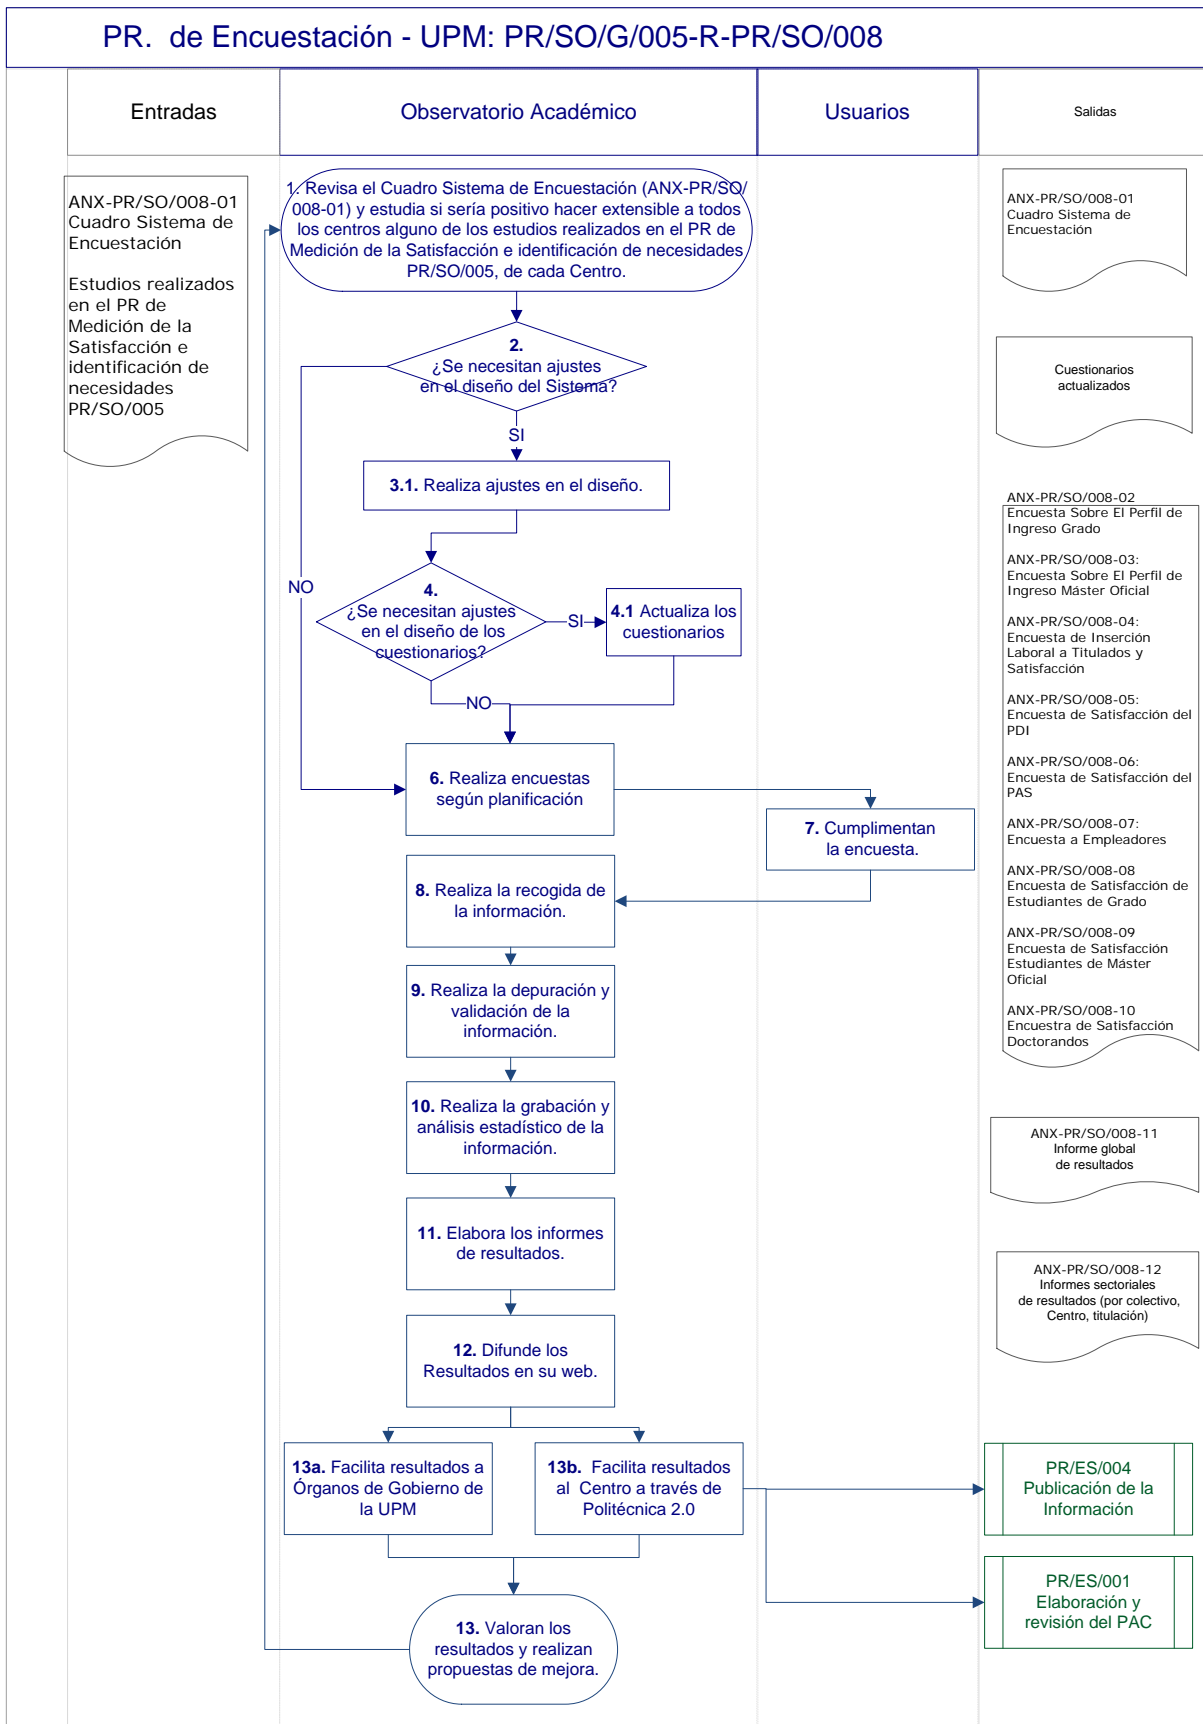 PR. de Encuestación - UPM: PR/SO/G/005-R-PR/SO/008
Entradas
Observatorio Académico
Usuarios
Salidas
ANX-PR/SO/008-01
Cuadro Sistema de
Encuestación
Estudios realizados
en el PR de
Medición de la
Satisfacción e
identificación de
necesidades
PR/SO/005
1. Revisa el Cuadro Sistema de Encuestación (ANX-PR/SO/
008-01) y estudia si sería positivo hacer extensible a todos
los centros alguno de los estudios realizados en el PR de
Medición de la Satisfacción e identificación de necesidades
PR/SO/005, de cada Centro.
2.
¿Se necesitan ajustes
en el diseño del Sistema?
SI
NO
3.1. Realiza ajustes en el diseño.
4.
¿Se necesitan ajustes
en el diseño de los
cuestionarios?
SI
4.1 Actualiza los
cuestionarios
NO
6. Realiza encuestas
según planificación
7. Cumplimentan
la encuesta.
8. Realiza la recogida de
la información.
9. Realiza la depuración y
validación de la
información.
10. Realiza la grabación y
análisis estadístico de la
información.
11. Elabora los informes
de resultados.
12. Difunde los
Resultados en su web.
13a. Facilita resultados a
Órganos de Gobierno de
la UPM
13b. Facilita resultados
al Centro a través de
Politécnica 2.0
13. Valoran los
resultados y realizan
propuestas de mejora.
ANX-PR/SO/008-01
Cuadro Sistema de
Encuestación
Cuestionarios
actualizados
ANX-PR/SO/008-02
Encuesta Sobre El Perfil de
Ingreso Grado
ANX-PR/SO/008-03:
Encuesta Sobre El Perfil de
Ingreso Máster Oficial
ANX-PR/SO/008-04:
Encuesta de Inserción
Laboral a Titulados y
Satisfacción
ANX-PR/SO/008-05:
Encuesta de Satisfacción del
PDI
ANX-PR/SO/008-06:
Encuesta de Satisfacción del
PAS
ANX-PR/SO/008-07:
Encuesta a Empleadores
ANX-PR/SO/008-08
Encuesta de Satisfacción de
Estudiantes de Grado
ANX-PR/SO/008-09
Encuesta de Satisfacción
Estudiantes de Máster
Oficial
ANX-PR/SO/008-10
Encuestra de Satisfacción
Doctorandos
ANX-PR/SO/008-11
Informe global
de resultados
ANX-PR/SO/008-12
Informes sectoriales
de resultados (por colectivo,
Centro, titulación)
PR/ES/004
Publicación de la
Información
PR/ES/001
Elaboración y
revisión del PAC